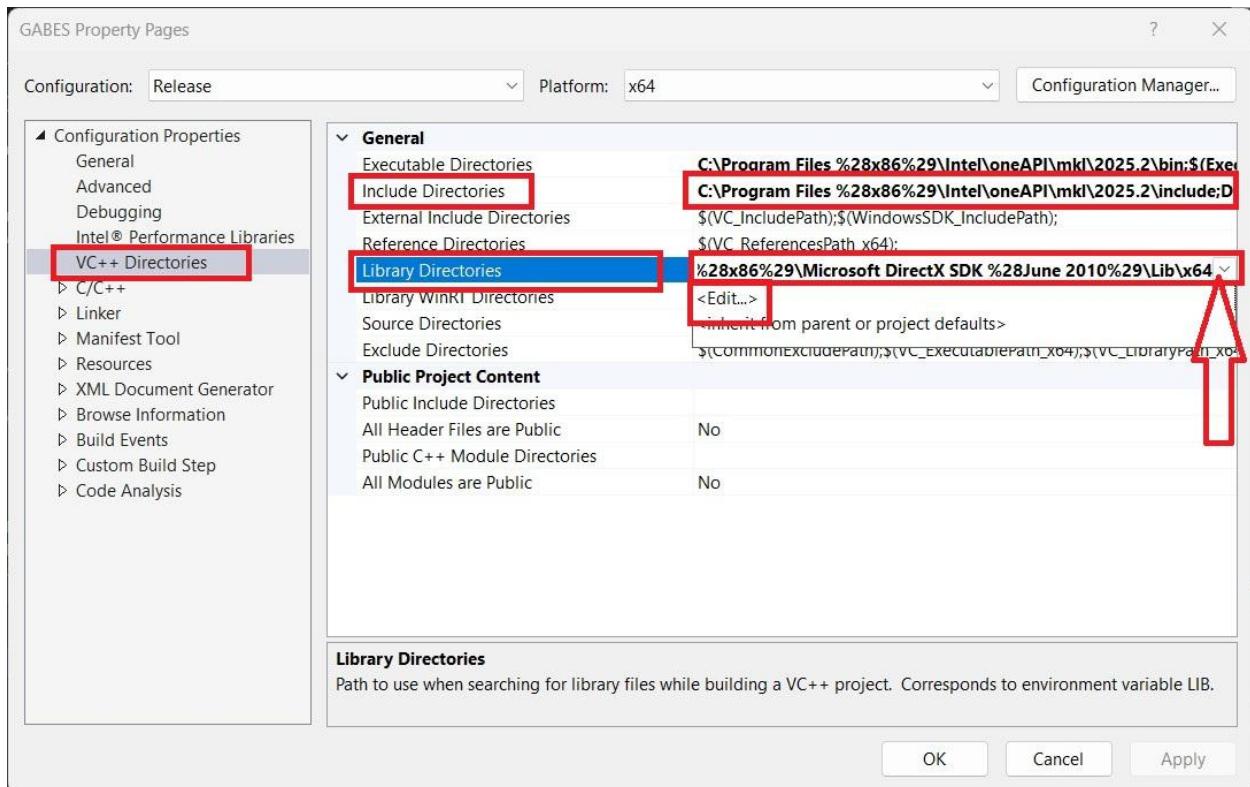 GABES Property Pages
Configuration: Release Platform: x64 Configuration Manager...
Configuration Properties
General
Advanced
Debugging
Intel® Performance Libraries
VC++ Directories
C/C++
Linker
Manifest Tool
Resources
XML Document Generator
Browse Information
Build Events
Custom Build Step
Code Analysis
General
Executable Directories C:\Program Files %28x86%29\Intel\oneAPI\mkl\2025.2\bin;$(Exe
Include Directories C:\Program Files %28x86%29\Intel\oneAPI\mkl\2025.2\include;D
External Include Directories $(VC_IncludePath);$(WindowsSDK_IncludePath);
Reference Directories $(VC_ReferencesPath_x64);
Library Directories %28x86%29\Microsoft DirectX SDK %28June 2010%29\Lib\x64
Library WinRT Directories <Edit...>
Source Directories <inherit from parent or project defaults>
Exclude Directories $(CommonExcludePath);$(VC_ExecutablePath_x64);$(VC_LibraryPath_x64
Public Project Content
Public Include Directories
All Header Files are Public No
Public C++ Module Directories
All Modules are Public No
Library Directories
Path to use when searching for library files while building a VC++ project. Corresponds to environment variable LIB.
OK Cancel Apply